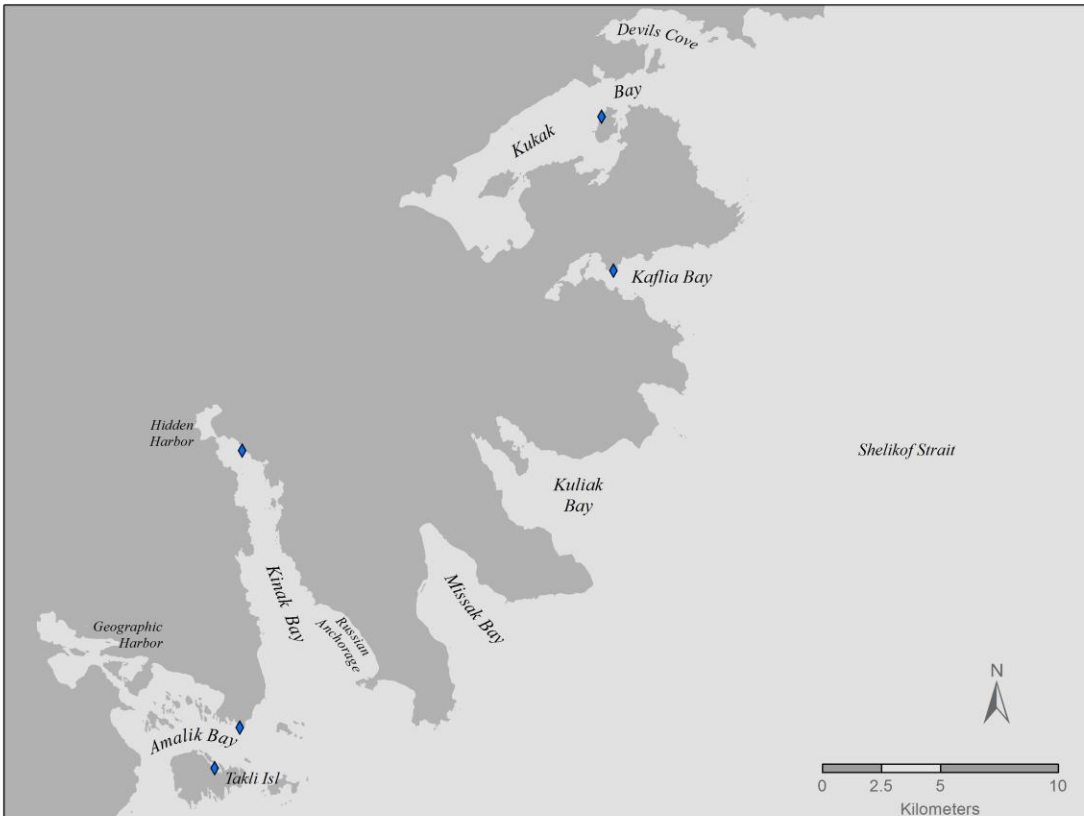 Devils Cove
Bay
Kukak
Kaflia Bay
Hidden
Harbor
Shelikof Strait
Kuliak
Bay
Kinak Bay
Missak Bay
Russian
Anchorage
Geographic
Harbor
Amalik Bay
Takli Isl
N
0 2.5 5 10
Kilometers